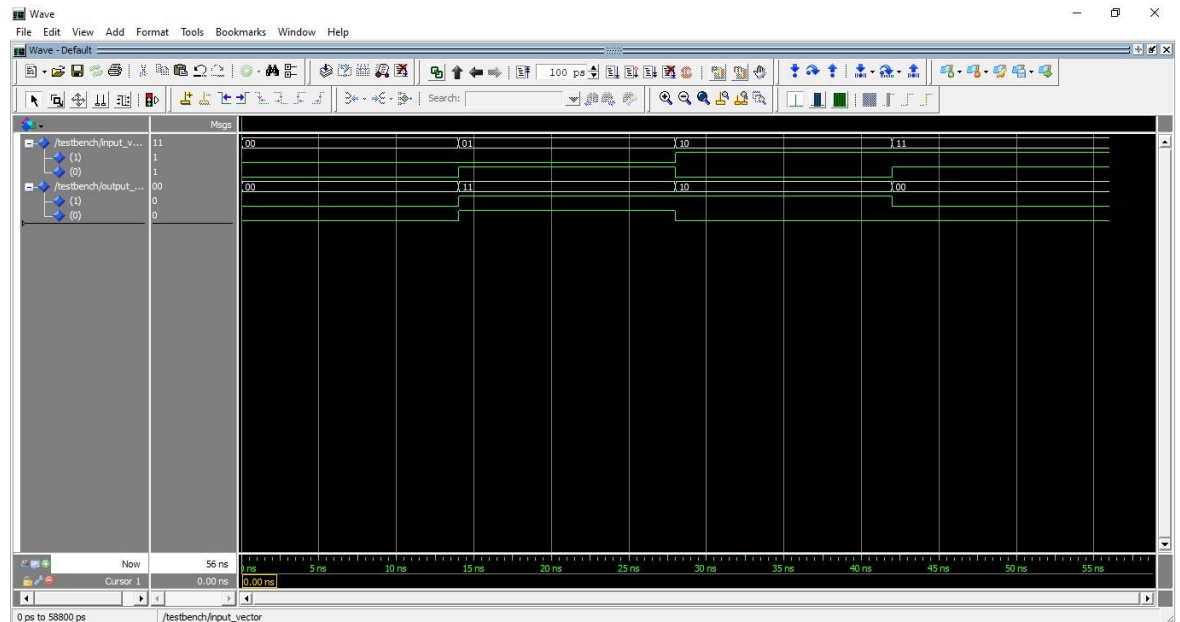 Wave
File Edit View Add Format Tools Bookmarks Window Help
Wave - Default
100 ps
Search:
Msgs
/testbench/input_v... 11 00 01 10 11
(1) 1
(0) 1
/testbench/output_... 00 00 11 10 00
(1) 0
(0) 0
Now 56 ns ns 5 ns 10 ns 15 ns 20 ns 25 ns 30 ns 35 ns 40 ns 45 ns 50 ns 55 ns
Cursor 1 0.00 ns 0.00 ns
0 ps to 58800 ps /testbench/input_vector